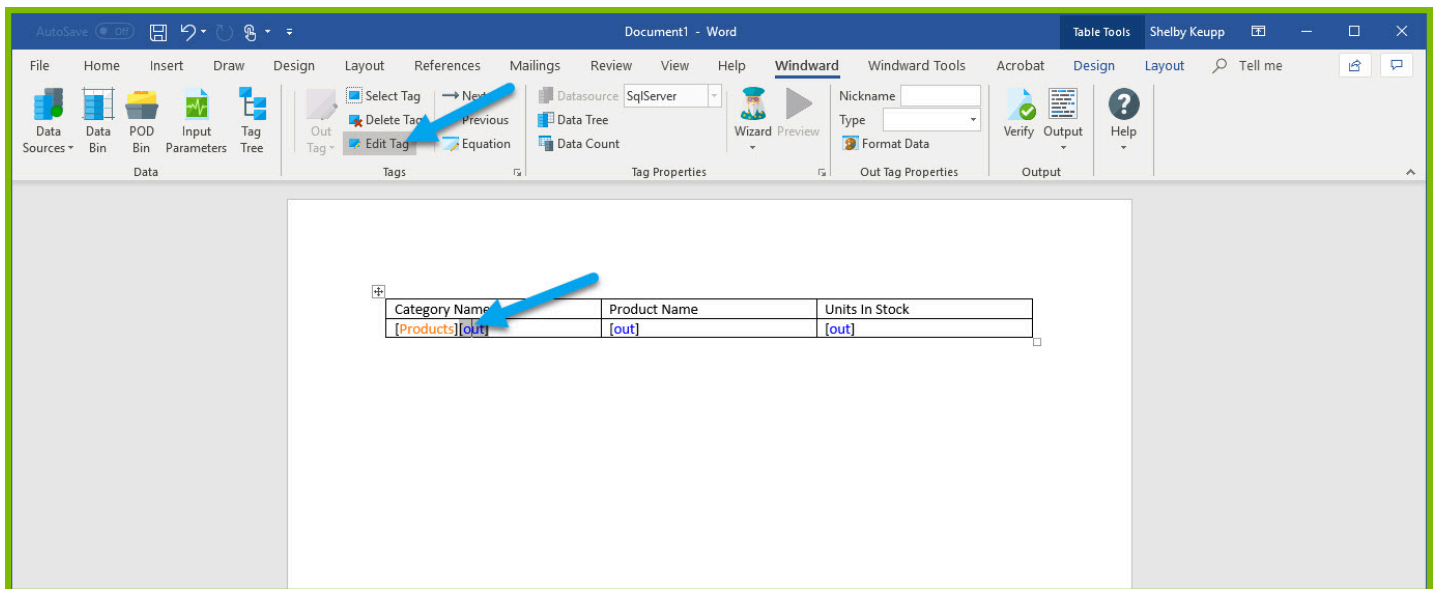 AutoSave Off Document1 - Word Table Tools Shelby Keupp
File Home Insert Draw Design Layout References Mailings Review View Help Windward Windward Tools Acrobat Design Layout Tell me
Select Tag Next Datasource SqlServer Nickname
Delete Tag Previous Data Tree Type
Edit Tag Equation Data Count Format Data
Data Sources Data Bin POD Bin Input Parameters Tag Tree Out Tag Wizard Preview Verify Output Help
Data Tags Tag Properties Out Tag Properties Output
Category Name Product Name Units In Stock
[Products][out] [out] [out]